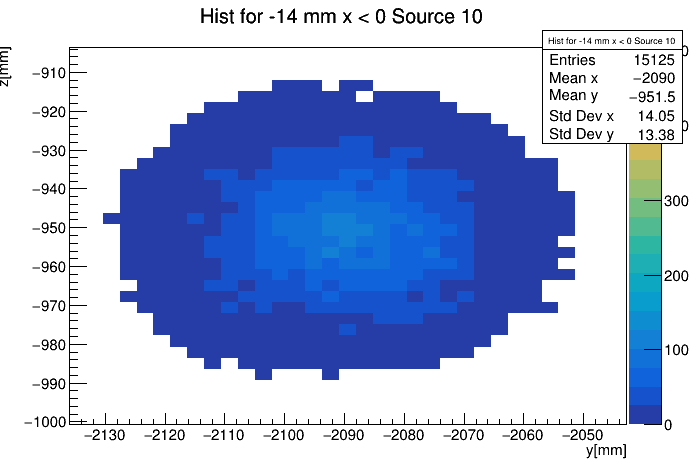 Hist for -14 mm x < 0 Source 10
z[mm]
Hist for -14 mm x < 0 Source 10
Entries 15125
Mean x −2090
Mean y −951.5
Std Dev x 14.05
Std Dev y 13.38
−910
−920
−930
−940
−950
−960
−970
−980
−990
−1000
−2130 −2120 −2110 −2100 −2090 −2080 −2070 −2060 −2050
y[mm]
300
200
100
0